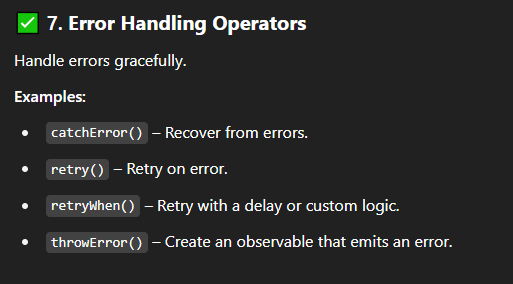 ✅ 7. Error Handling Operators
Handle errors gracefully.
Examples:
• catchError() – Recover from errors.
• retry() – Retry on error.
• retryWhen() – Retry with a delay or custom logic.
• throwError() – Create an observable that emits an error.